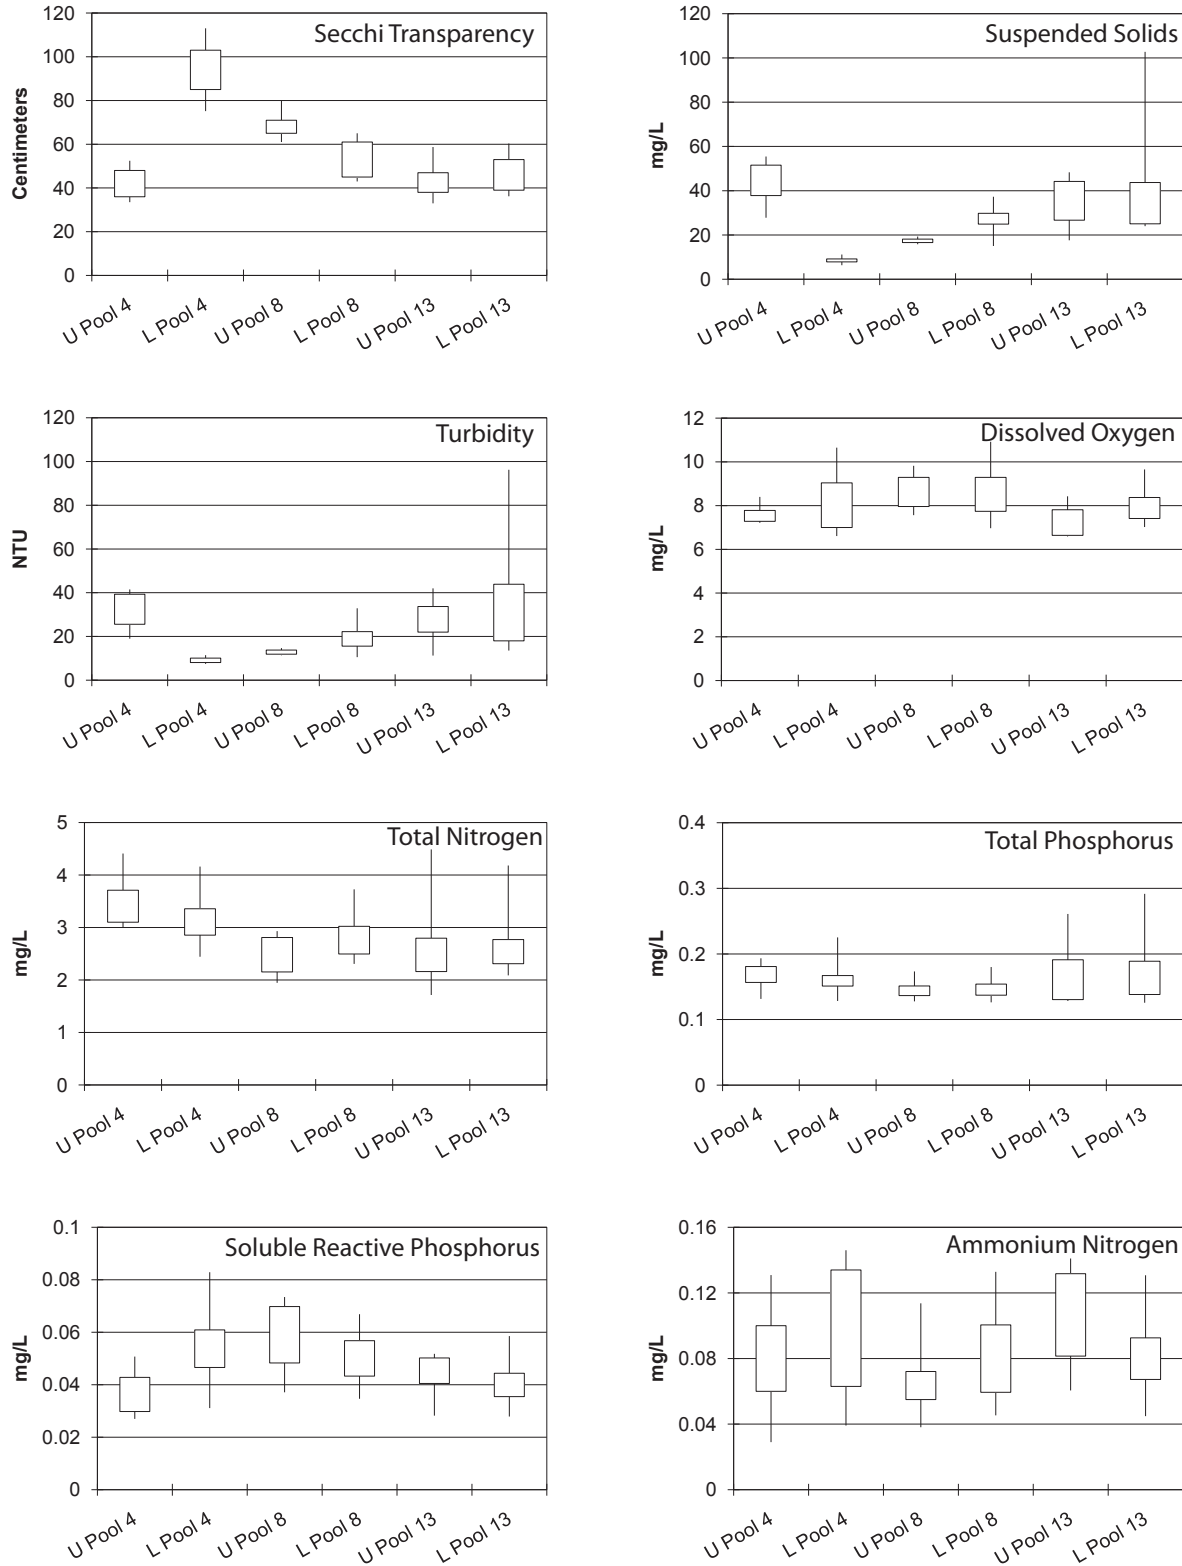 Secchi Transparency
Centimeters
120
100
80
60
40
20
0
U Pool 4
L Pool 4
U Pool 8
L Pool 8
U Pool 13
L Pool 13
Suspended Solids
mg/L
120
100
80
60
40
20
0
U Pool 4
L Pool 4
U Pool 8
L Pool 8
U Pool 13
L Pool 13
Turbidity
NTU
120
100
80
60
40
20
0
U Pool 4
L Pool 4
U Pool 8
L Pool 8
U Pool 13
L Pool 13
Dissolved Oxygen
mg/L
12
10
8
6
4
2
0
U Pool 4
L Pool 4
U Pool 8
L Pool 8
U Pool 13
L Pool 13
Total Nitrogen
mg/L
5
4
3
2
1
0
U Pool 4
L Pool 4
U Pool 8
L Pool 8
U Pool 13
L Pool 13
Total Phosphorus
mg/L
0.4
0.3
0.2
0.1
0
U Pool 4
L Pool 4
U Pool 8
L Pool 8
U Pool 13
L Pool 13
Soluble Reactive Phosphorus
mg/L
0.1
0.08
0.06
0.04
0.02
0
U Pool 4
L Pool 4
U Pool 8
L Pool 8
U Pool 13
L Pool 13
Ammonium Nitrogen
mg/L
0.16
0.12
0.08
0.04
0
U Pool 4
L Pool 4
U Pool 8
L Pool 8
U Pool 13
L Pool 13